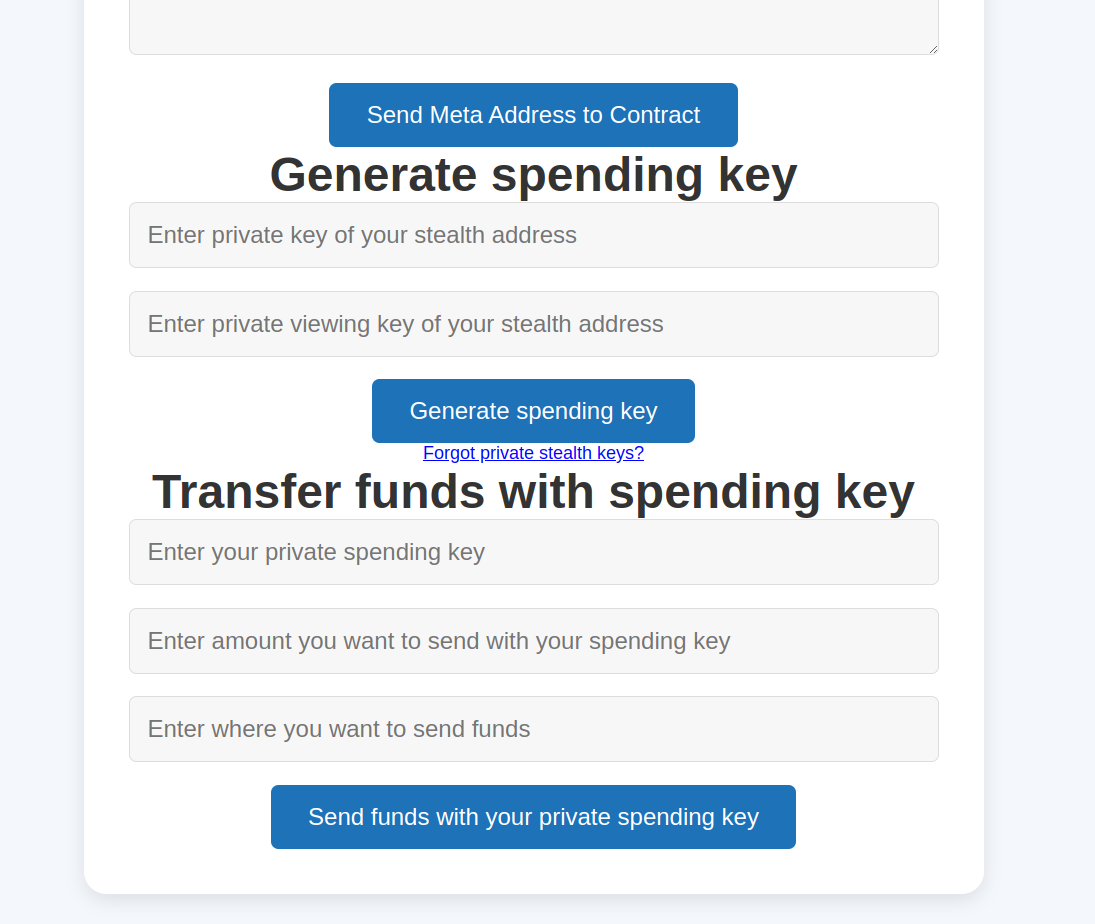 Send Meta Address to Contract
Generate spending key
Enter private key of your stealth address
Enter private viewing key of your stealth address
Generate spending key
Forgot private stealth keys?
Transfer funds with spending key
Enter your private spending key
Enter amount you want to send with your spending key
Enter where you want to send funds
Send funds with your private spending key